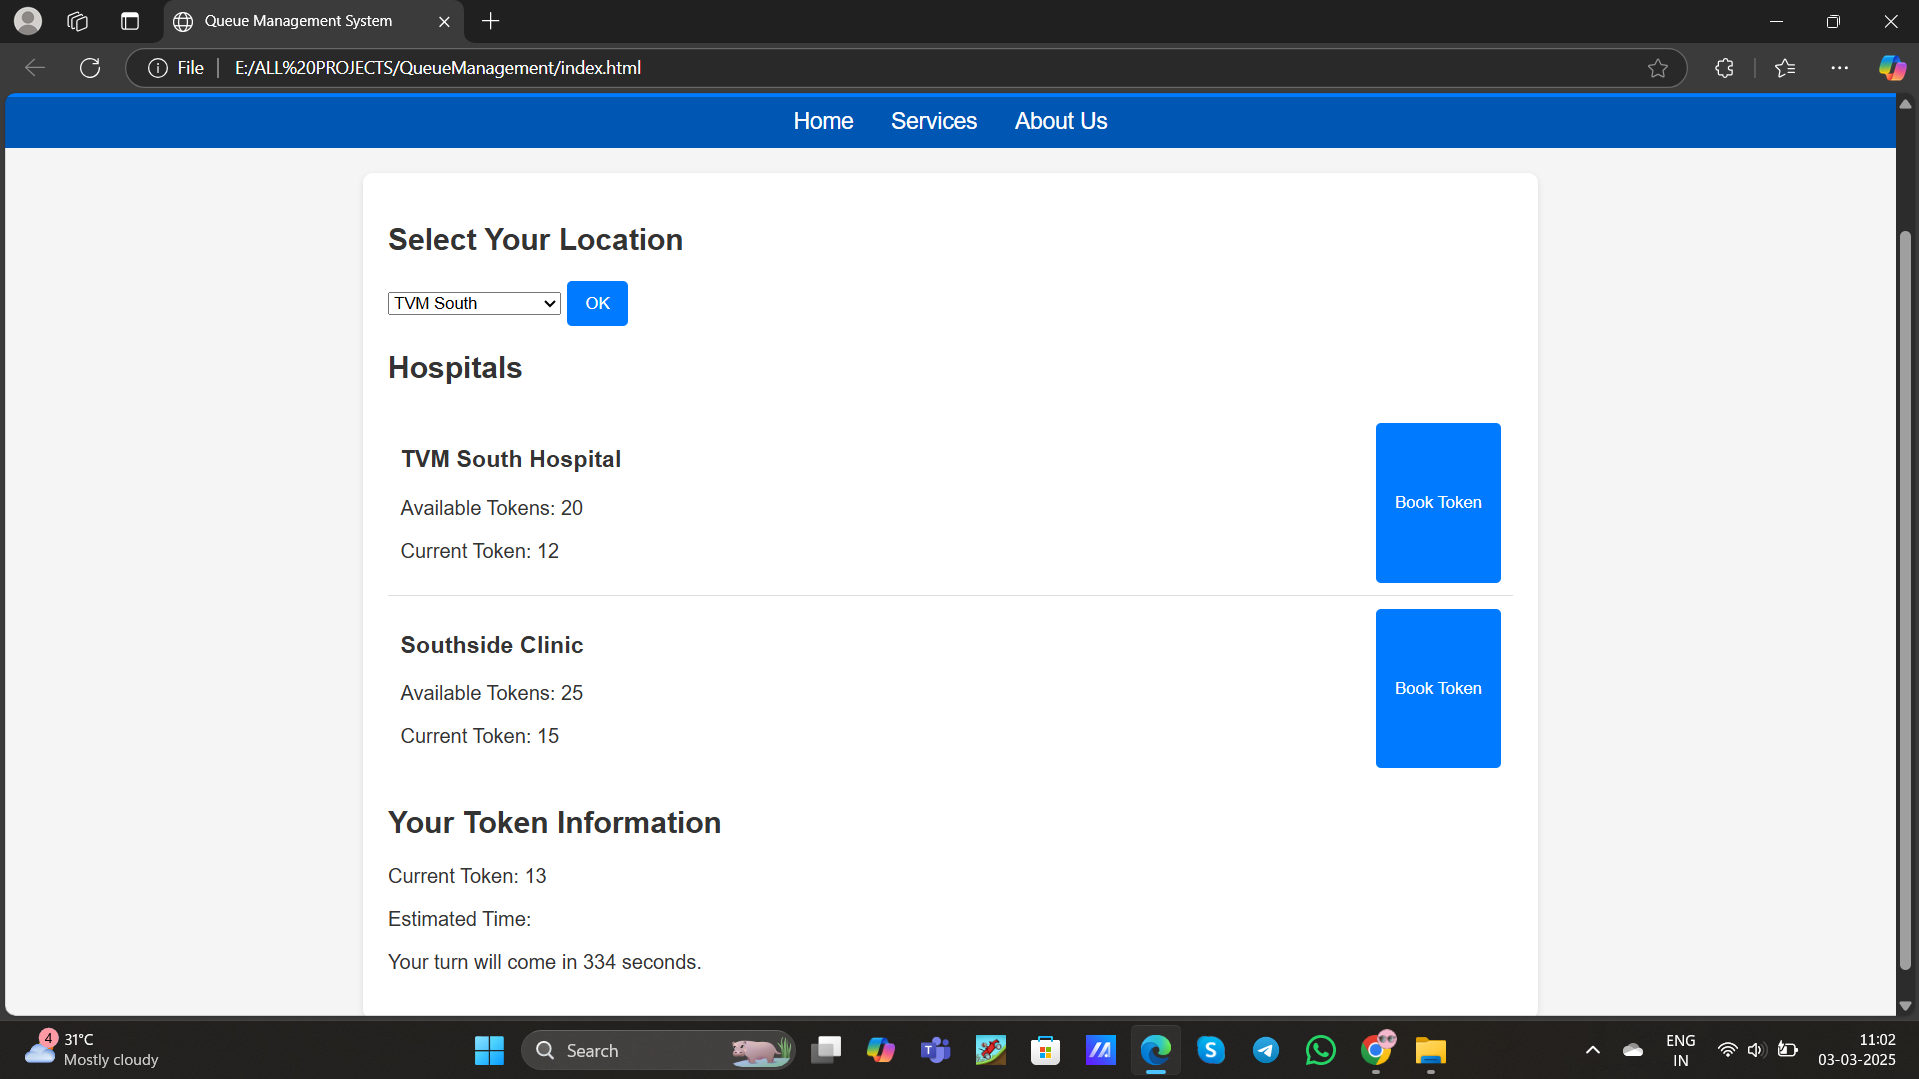 Queue Management System
File
E:/ALL%20PROJECTS/QueueManagement/index.html
Home Services About Us
Select Your Location
TVM South
OK
Hospitals
TVM South Hospital
Available Tokens: 20
Current Token: 12
Book Token
Southside Clinic
Available Tokens: 25
Current Token: 15
Book Token
Your Token Information
Current Token: 13
Estimated Time:
Your turn will come in 334 seconds.
4
31°C
Mostly cloudy
Search
ENG
IN
11:02
03-03-2025